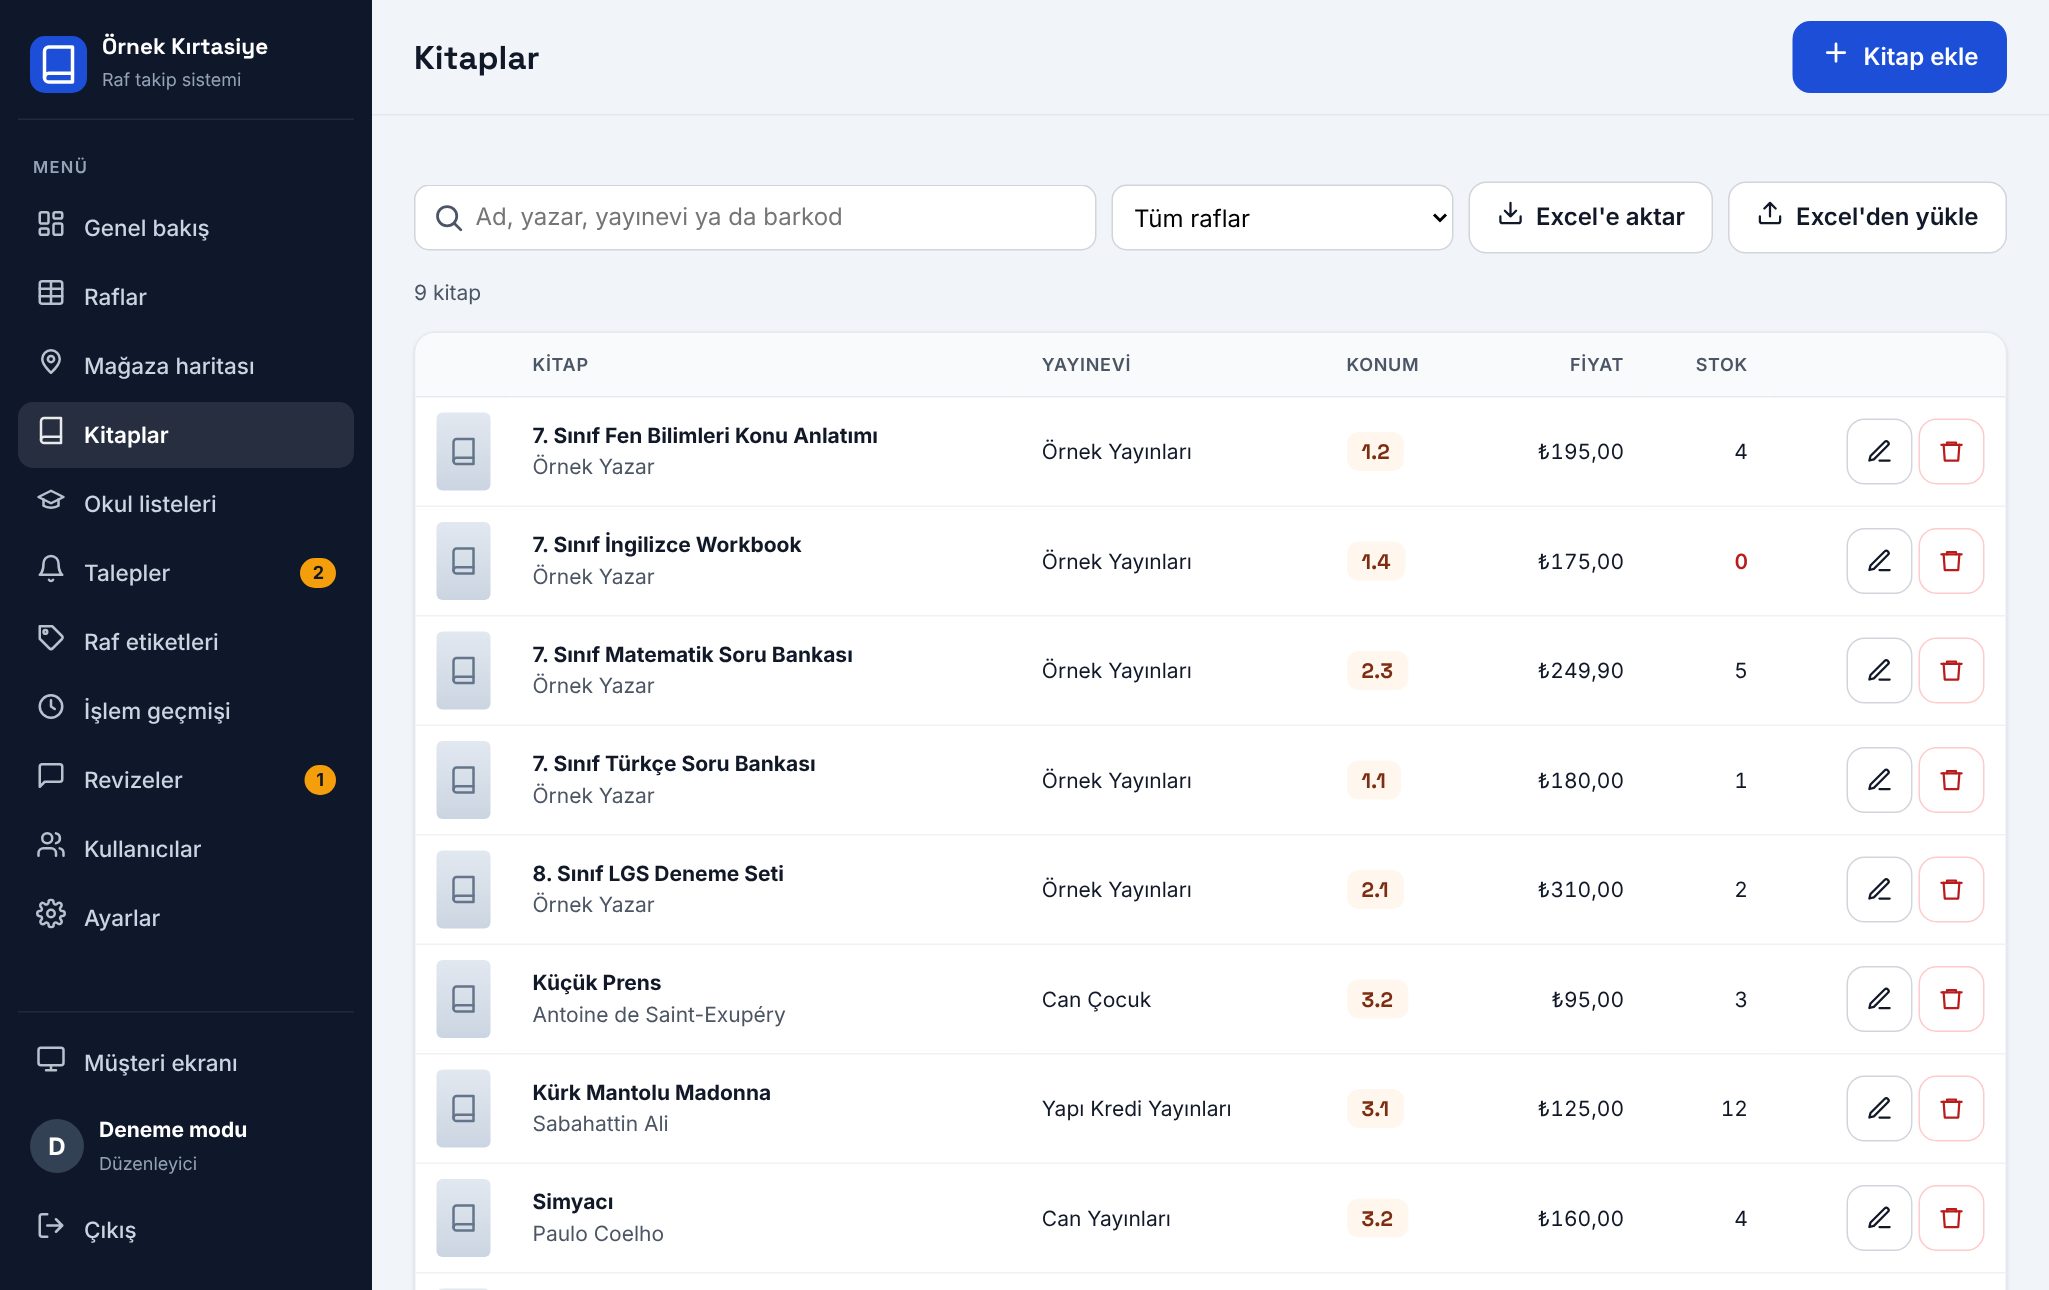 Örnek Kırtasiye
Raf takip sistemi
MENÜ
Genel bakış
Raflar
Mağaza haritası
Kitaplar
Okul listeleri
Talepler 2
Raf etiketleri
İşlem geçmişi
Revizeler 1
Kullanıcılar
Ayarlar
Müşteri ekranı
D
Deneme modu
Düzenleyici
Çıkış
Kitaplar
Kitap ekle
Ad, yazar, yayınevi ya da barkod
Tüm raflar
Excel'e aktar
Excel'den yükle
9 kitap
KİTAP YAYINEVİ KONUM FİYAT STOK
7. Sınıf Fen Bilimleri Konu Anlatımı
Örnek Yazar
Örnek Yayınları 1.2 ₺195,00 4
7. Sınıf İngilizce Workbook
Örnek Yazar
Örnek Yayınları 1.4 ₺175,00 0
7. Sınıf Matematik Soru Bankası
Örnek Yazar
Örnek Yayınları 2.3 ₺249,90 5
7. Sınıf Türkçe Soru Bankası
Örnek Yazar
Örnek Yayınları 1.1 ₺180,00 1
8. Sınıf LGS Deneme Seti
Örnek Yazar
Örnek Yayınları 2.1 ₺310,00 2
Küçük Prens
Antoine de Saint-Exupéry
Can Çocuk 3.2 ₺95,00 3
Kürk Mantolu Madonna
Sabahattin Ali
Yapı Kredi Yayınları 3.1 ₺125,00 12
Simyacı
Paulo Coelho
Can Yayınları 3.2 ₺160,00 4